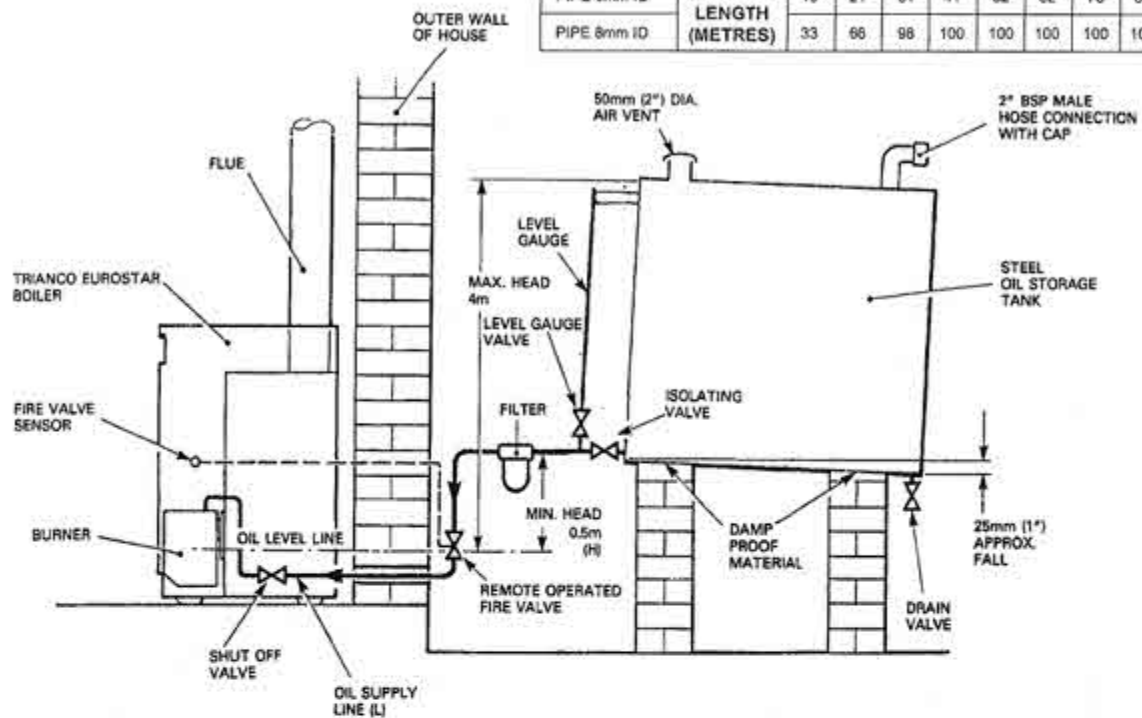 OUTER WALL
OF HOUSE
LENGTH
(METRES)
PIPE 8mm ID
33 66 98 100 100 100 100
50mm (2") DIA.
AIR VENT
2" BSP MALE
HOSE CONNECTION
WITH CAP
FLUE
LEVEL
GAUGE
MAX. HEAD
4m
STEEL
OIL STORAGE
TANK
TRIANCO EUROSTAR
BOILER
LEVEL GAUGE
VALVE
ISOLATING
VALVE
FILTER
FIRE VALVE
SENSOR
MIN. HEAD
0.5m
(H)
DAMP
PROOF
MATERIAL
25mm (1")
APPROX.
FALL
BURNER
OIL LEVEL LINE
REMOTE OPERATED
FIRE VALVE
DRAIN
VALVE
SHUT OFF
VALVE
OIL SUPPLY
LINE (L)